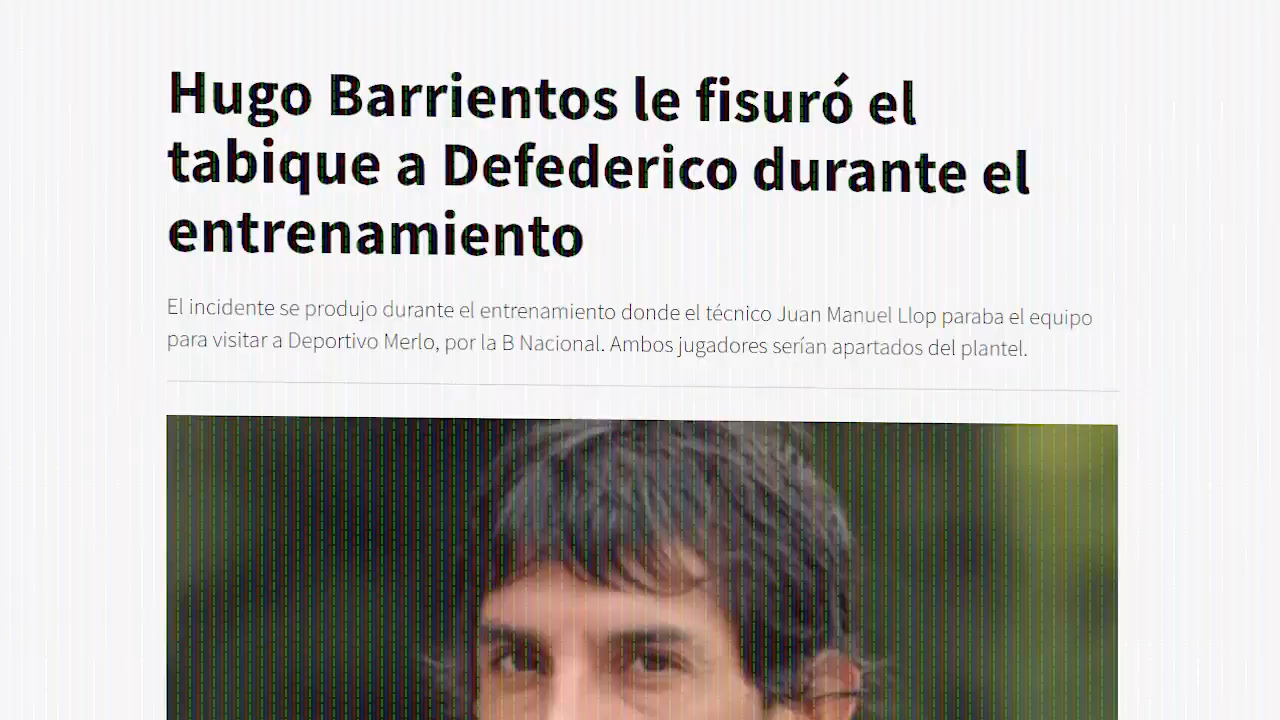 Hugo Barrientos le fisuró el
tabique a Defederico durante el
entrenamiento
El incidente se produjo durante el entrenamiento donde el técnico Juan Manuel Llop paraba el equipo
para visitar a Deportivo Merlo, por la B Nacional. Ambos jugadores serían apartados del plantel.